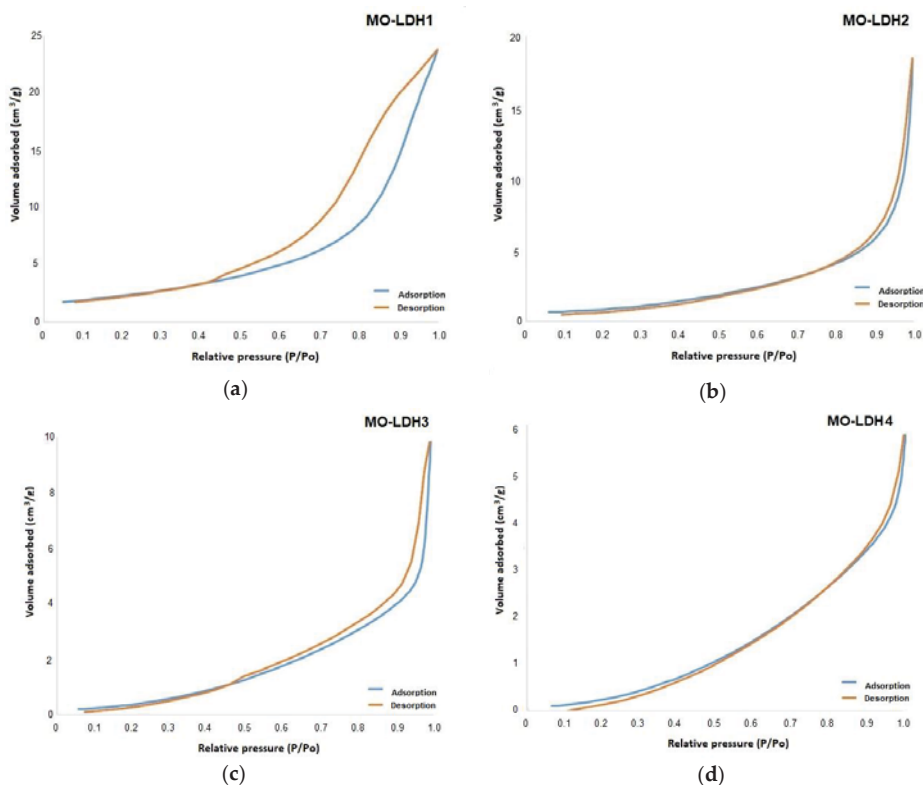 MO-LDH1
25
20
15
10
5
0
Volume adsorbed (cm³/g)
0.1 0.2 0.3 0.4 0.5 0.6 0.7 0.8 0.9 1.0
Relative pressure (P/Po)
Adsorption
Desorption
(a)
MO-LDH2
20
15
10
5
0
Volume adsorbed (cm³/g)
0.1 0.2 0.3 0.4 0.5 0.6 0.7 0.8 0.9 1.0
Relative pressure (P/Po)
Adsorption
Desorption
(b)
MO-LDH3
10
8
6
4
2
0
Volume adsorbed (cm³/g)
0 0.1 0.2 0.3 0.4 0.5 0.6 0.7 0.8 0.9 1.0
Relative pressure (P/Po)
Adsorption
Desorption
(c)
MO-LDH4
6
5
4
3
2
1
0
Volume adsorbed (cm³/g)
0 0.1 0.2 0.3 0.4 0.5 0.6 0.7 0.8 0.9 1.0
Relative pressure (P/Po)
Adsorption
Desorption
(d)